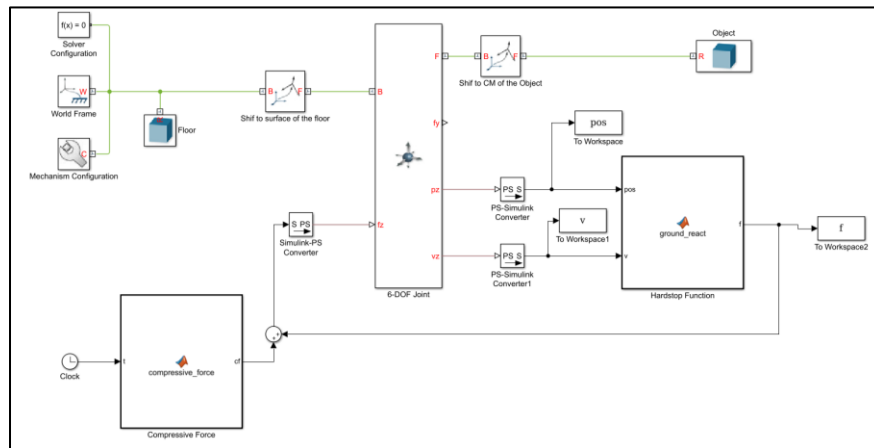 f(x) = 0
Solver
Configuration
W
World Frame
C
Mechanism Configuration
Floor
B
F
Shif to surface of the floor
B
F
fy
pz
fz
vz
6-DOF Joint
B
F
Shif to CM of the Object
Object
R
pos
To Workspace
PS S
PS-Simulink
Converter
v
To Workspace1
PS S
PS-Simulink
Converter1
S PS
Simulink-PS
Converter
pos
v
ground_react
f
Hardstop Function
f
To Workspace2
Clock
t
compressive_force
cf
Compressive Force